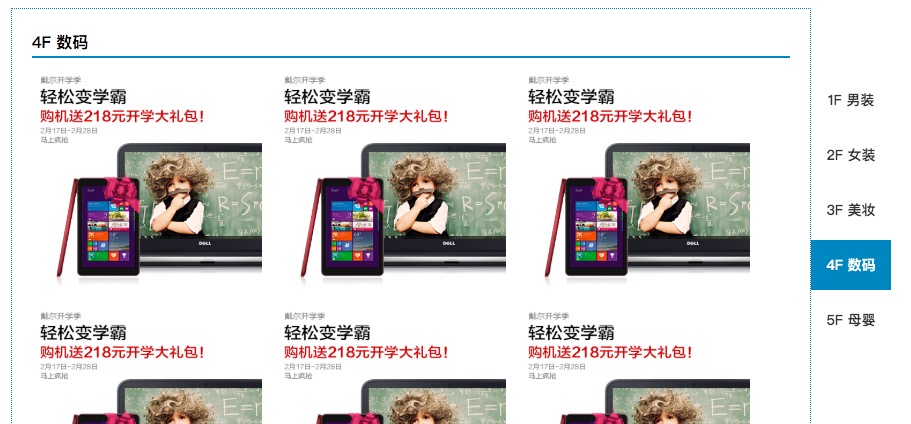 4F 数码
戴尔开学季
轻松变学霸
购机送218元开学大礼包！
2月17日-2月28日
马上疯抢
E=m
R=S
DELL
戴尔开学季
轻松变学霸
购机送218元开学大礼包！
2月17日-2月28日
马上疯抢
E=m
R=S
DELL
戴尔开学季
轻松变学霸
购机送218元开学大礼包！
2月17日-2月28日
马上疯抢
E=m
R=S
DELL
戴尔开学季
轻松变学霸
购机送218元开学大礼包！
2月17日-2月28日
马上疯抢
戴尔开学季
轻松变学霸
购机送218元开学大礼包！
2月17日-2月28日
马上疯抢
戴尔开学季
轻松变学霸
购机送218元开学大礼包！
2月17日-2月28日
马上疯抢
1F 男装
2F 女装
3F 美妆
4F 数码
5F 母婴